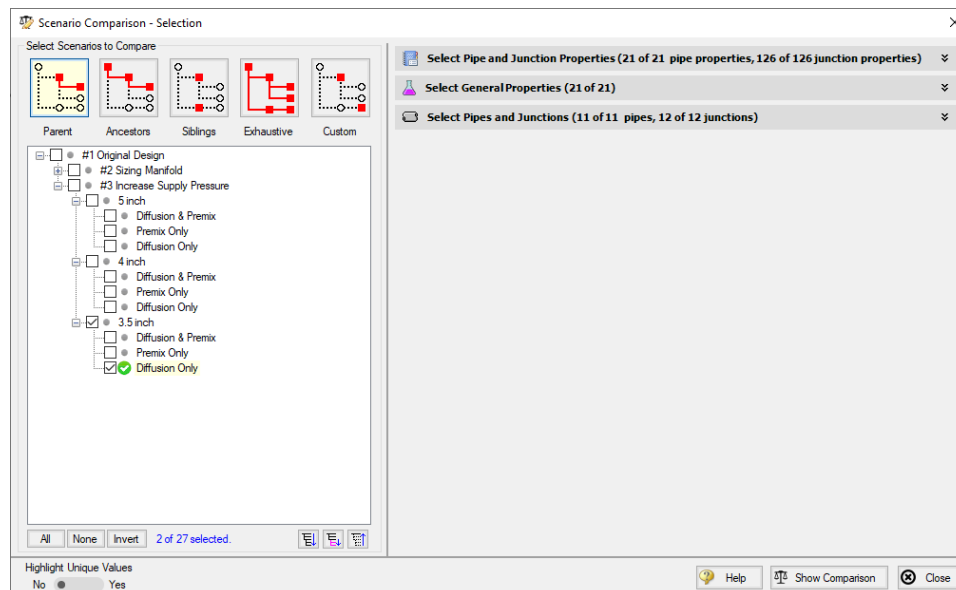 Scenario Comparison - Selection
Select Scenarios to Compare
Parent Ancestors Siblings Exhaustive Custom
#1 Original Design
#2 Sizing Manifold
#3 Increase Supply Pressure
5 inch
Diffusion & Premix
Premix Only
Diffusion Only
4 inch
Diffusion & Premix
Premix Only
Diffusion Only
3.5 inch
Diffusion & Premix
Premix Only
Diffusion Only
All None Invert 2 of 27 selected.
Select Pipe and Junction Properties (21 of 21 pipe properties, 126 of 126 junction properties)
Select General Properties (21 of 21)
Select Pipes and Junctions (11 of 11 pipes, 12 of 12 junctions)
Highlight Unique Values
No Yes
Help Show Comparison Close